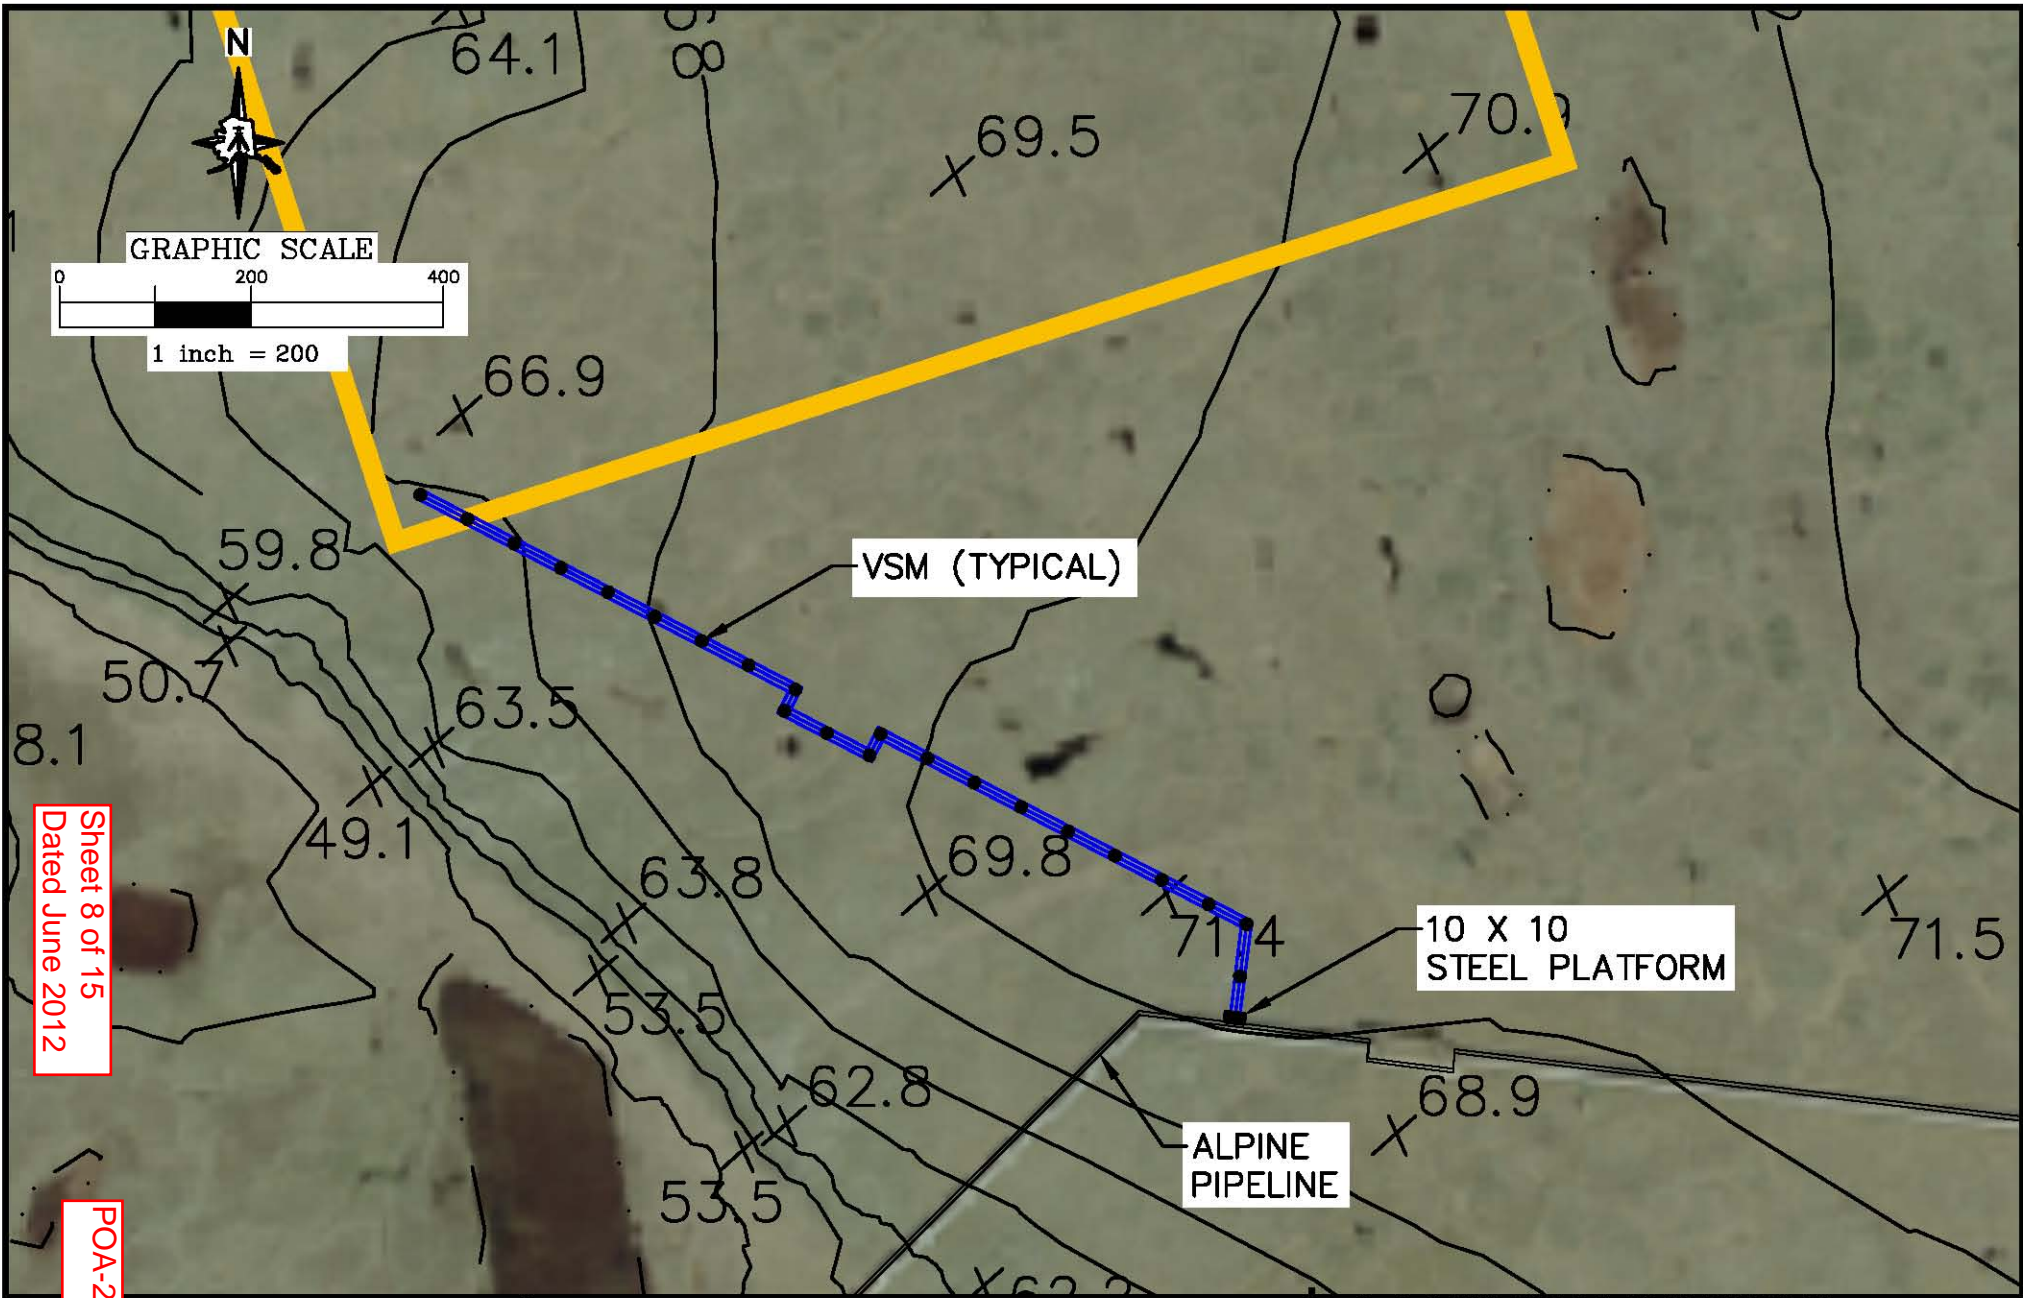 64.1
98
N
69.5
70.9
GRAPHIC SCALE
0 200 400
1 inch = 200
66.9
59.8
VSM (TYPICAL)
50.7
63.5
8.1
49.1
69.8
63.8
71.4
10 X 10
STEEL PLATFORM
71.5
53.5
62.8
68.9
ALPINE
PIPELINE
53.5
Sheet 8 of 15
Dated June 2012
POA-2